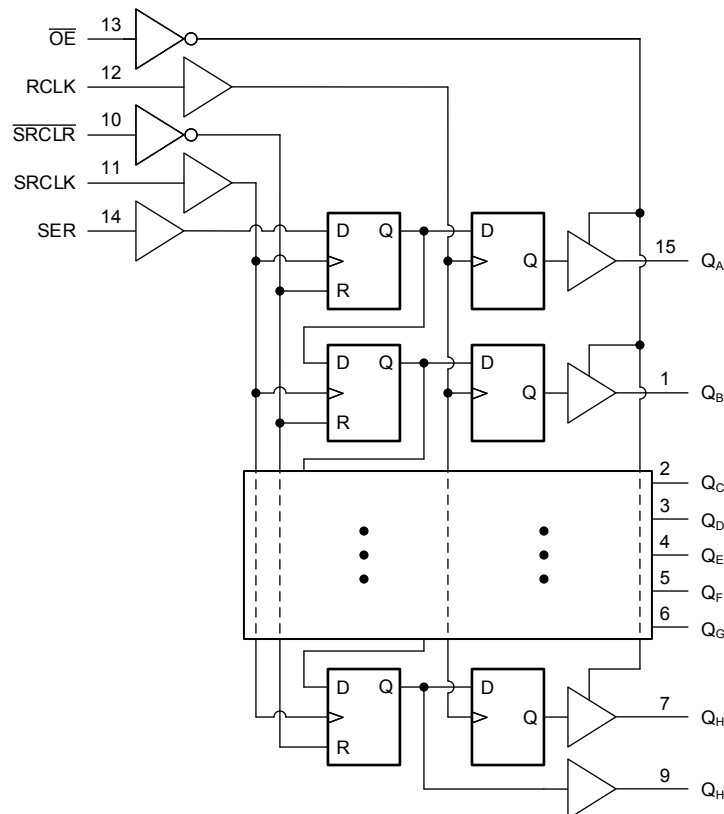 OE 13
RCLK 12
SRCLR 10
SRCLK 11
SER 14
D Q D Q 15 QA
R
D Q D Q 1 QB
R
2 QC
3 QD
4 QE
5 QF
6 QG
D Q D Q 7 QH
R
9 QH